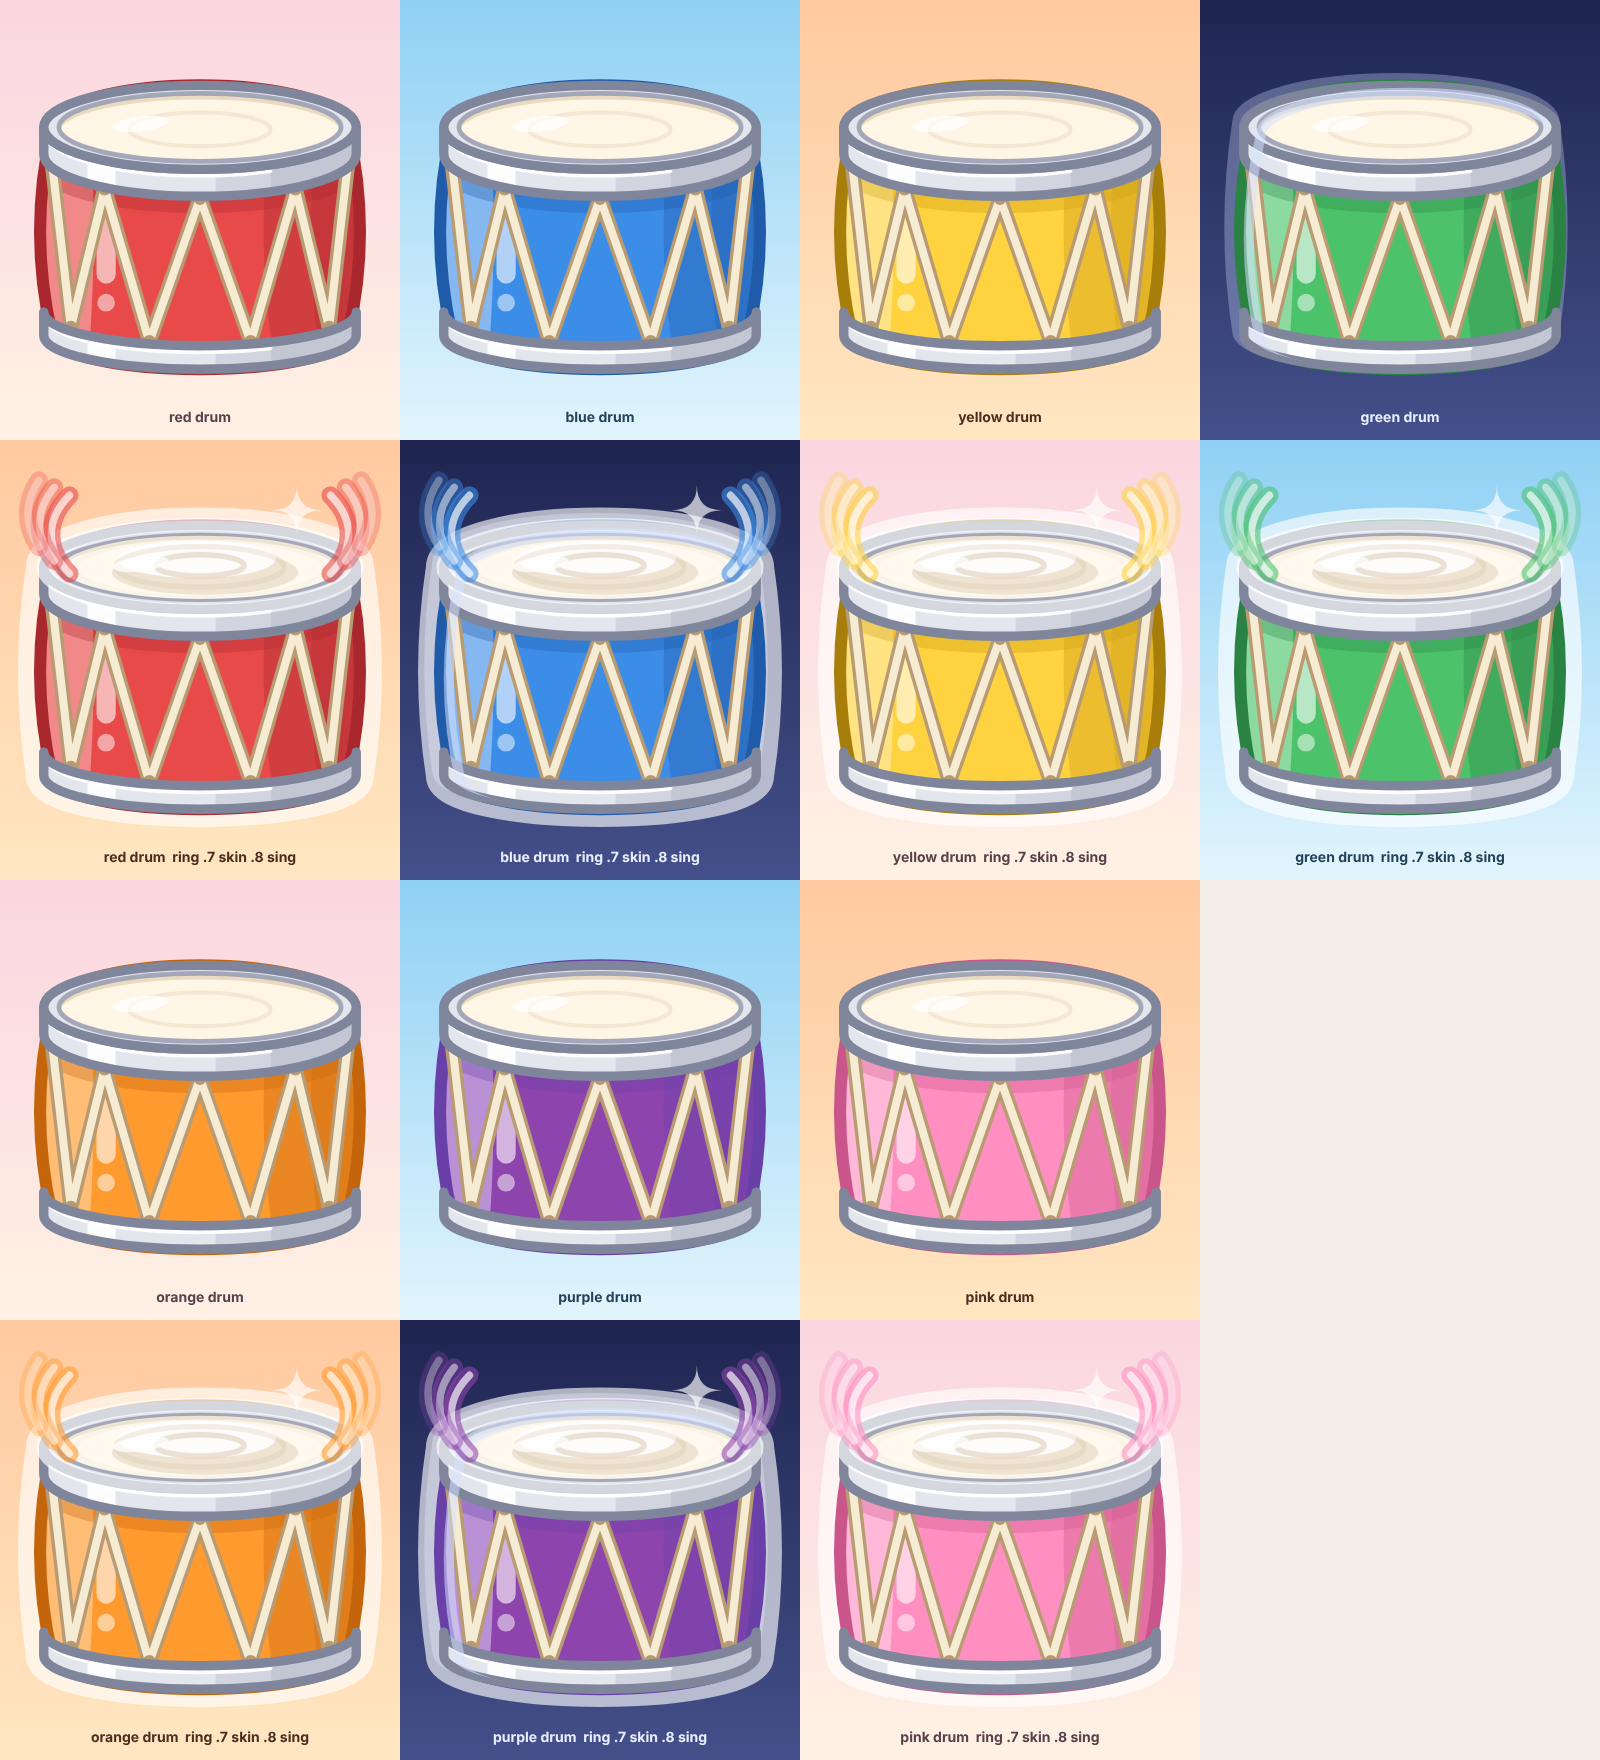 red drum
blue drum
yellow drum
green drum
red drum ring .7 skin .8 sing
blue drum ring .7 skin .8 sing
yellow drum ring .7 skin .8 sing
green drum ring .7 skin .8 sing
orange drum
purple drum
pink drum
orange drum ring .7 skin .8 sing
purple drum ring .7 skin .8 sing
pink drum ring .7 skin .8 sing